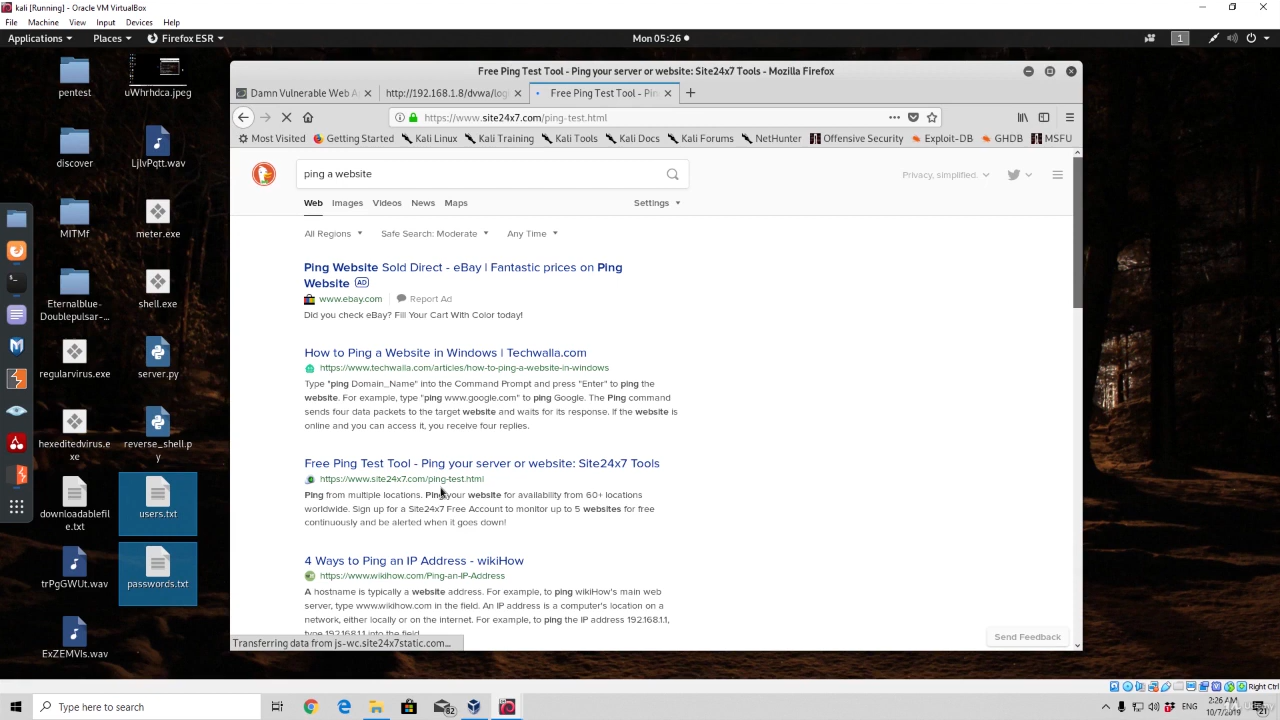 kali [Running] - Oracle VM VirtualBox
File Machine View Input Devices Help
Applications Places Firefox ESR Mon 05:26 1
pentest
uWhrhdca.jpeg
discover
LjlvPqtt.wav
MITMf
meter.exe
Eternalblue-Doublepulsar-...
shell.exe
regularvirus.exe
server.py
hexeditedvirus.e
xe
reverse_shell.p
y
downloadablefil
e.txt
users.txt
trPgGWUt.wav
passwords.txt
ExZEMVIs.wav
Free Ping Test Tool - Ping your server or website: Site24x7 Tools - Mozilla Firefox
Damn Vulnerable Web A http://192.168.1.8/dvwa/log Free Ping Test Tool - Pin
https://www.site24x7.com/ping-test.html
Most Visited Getting Started Kali Linux Kali Training Kali Tools Kali Docs Kali Forums NetHunter Offensive Security Exploit-DB GHDB MSFU
ping a website
Privacy, simplified.
Web Images Videos News Maps Settings
All Regions Safe Search: Moderate Any Time
Ping Website Sold Direct - eBay | Fantastic prices on Ping
Website AD
www.ebay.com Report Ad
Did you check eBay? Fill Your Cart With Color today!
How to Ping a Website in Windows | Techwalla.com
https://www.techwalla.com/articles/how-to-ping-a-website-in-windows
Type "ping Domain_Name" into the Command Prompt and press "Enter" to ping the
website. For example, type "ping www.google.com" to ping Google. The Ping command
sends four data packets to the target website and waits for its response. If the website is
online and you can access it, you receive four replies.
Free Ping Test Tool - Ping your server or website: Site24x7 Tools
https://www.site24x7.com/ping-test.html
Ping from multiple locations. Ping your website for availability from 60+ locations
worldwide. Sign up for a Site24x7 Free Account to monitor up to 5 websites for free
continuously and be alerted when it goes down!
4 Ways to Ping an IP Address - wikiHow
https://www.wikihow.com/Ping-an-IP-Address
A hostname is typically a website address. For example, to ping wikiHow's main web
server, type www.wikihow.com in the field. An IP address is a computer's location on a
network, either locally or on the internet. For example, to ping the IP address 192.168.1.1,
type 192.168.1.1 into the field.
Transferring data from js-wc.site24x7static.com...
Send Feedback
Right Ctrl
Type here to search
82
ENG
2:26 AM
10/7/2019
21